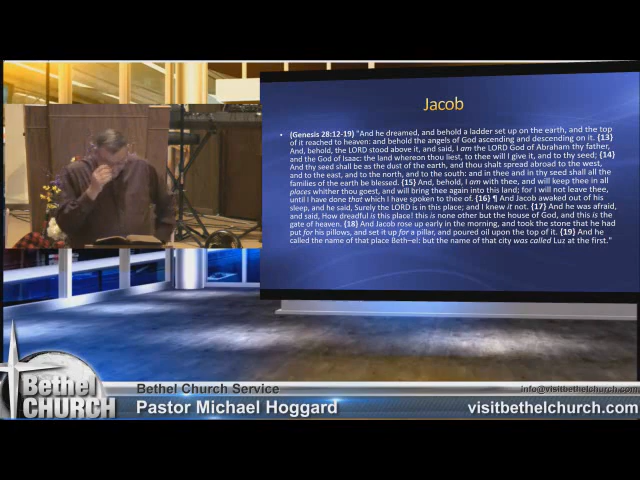 Jacob
• (Genesis 28:12-19) "And he dreamed, and behold a ladder set up on the earth, and the top
of it reached to heaven: and behold the angels of God ascending and descending on it. {13}
And, behold, the LORD stood above it, and said, I am the LORD God of Abraham thy father,
and the God of Isaac: the land whereon thou liest, to thee will I give it, and to thy seed; {14}
And thy seed shall be as the dust of the earth, and thou shalt spread abroad to the west,
and to the east, and to the north, and to the south: and in thee and in thy seed shall all the
families of the earth be blessed. {15} And, behold, I am with thee, and will keep thee in all
places whither thou goest, and will bring thee again into this land; for I will not leave thee,
until I have done that which I have spoken to thee of. {16} ¶ And Jacob awaked out of his
sleep, and he said, Surely the LORD is in this place; and I knew it not. {17} And he was afraid,
and said, How dreadful is this place! this is none other but the house of God, and this is the
gate of heaven. {18} And Jacob rose up early in the morning, and took the stone that he had
put for his pillows, and set it up for a pillar, and poured oil upon the top of it. {19} And he
called the name of that place Beth–el: but the name of that city was called Luz at the first."
Bethel
CHURCH
Bethel Church Service
info@visitbethelchurch.com
Pastor Michael Hoggard
visitbethelchurch.com